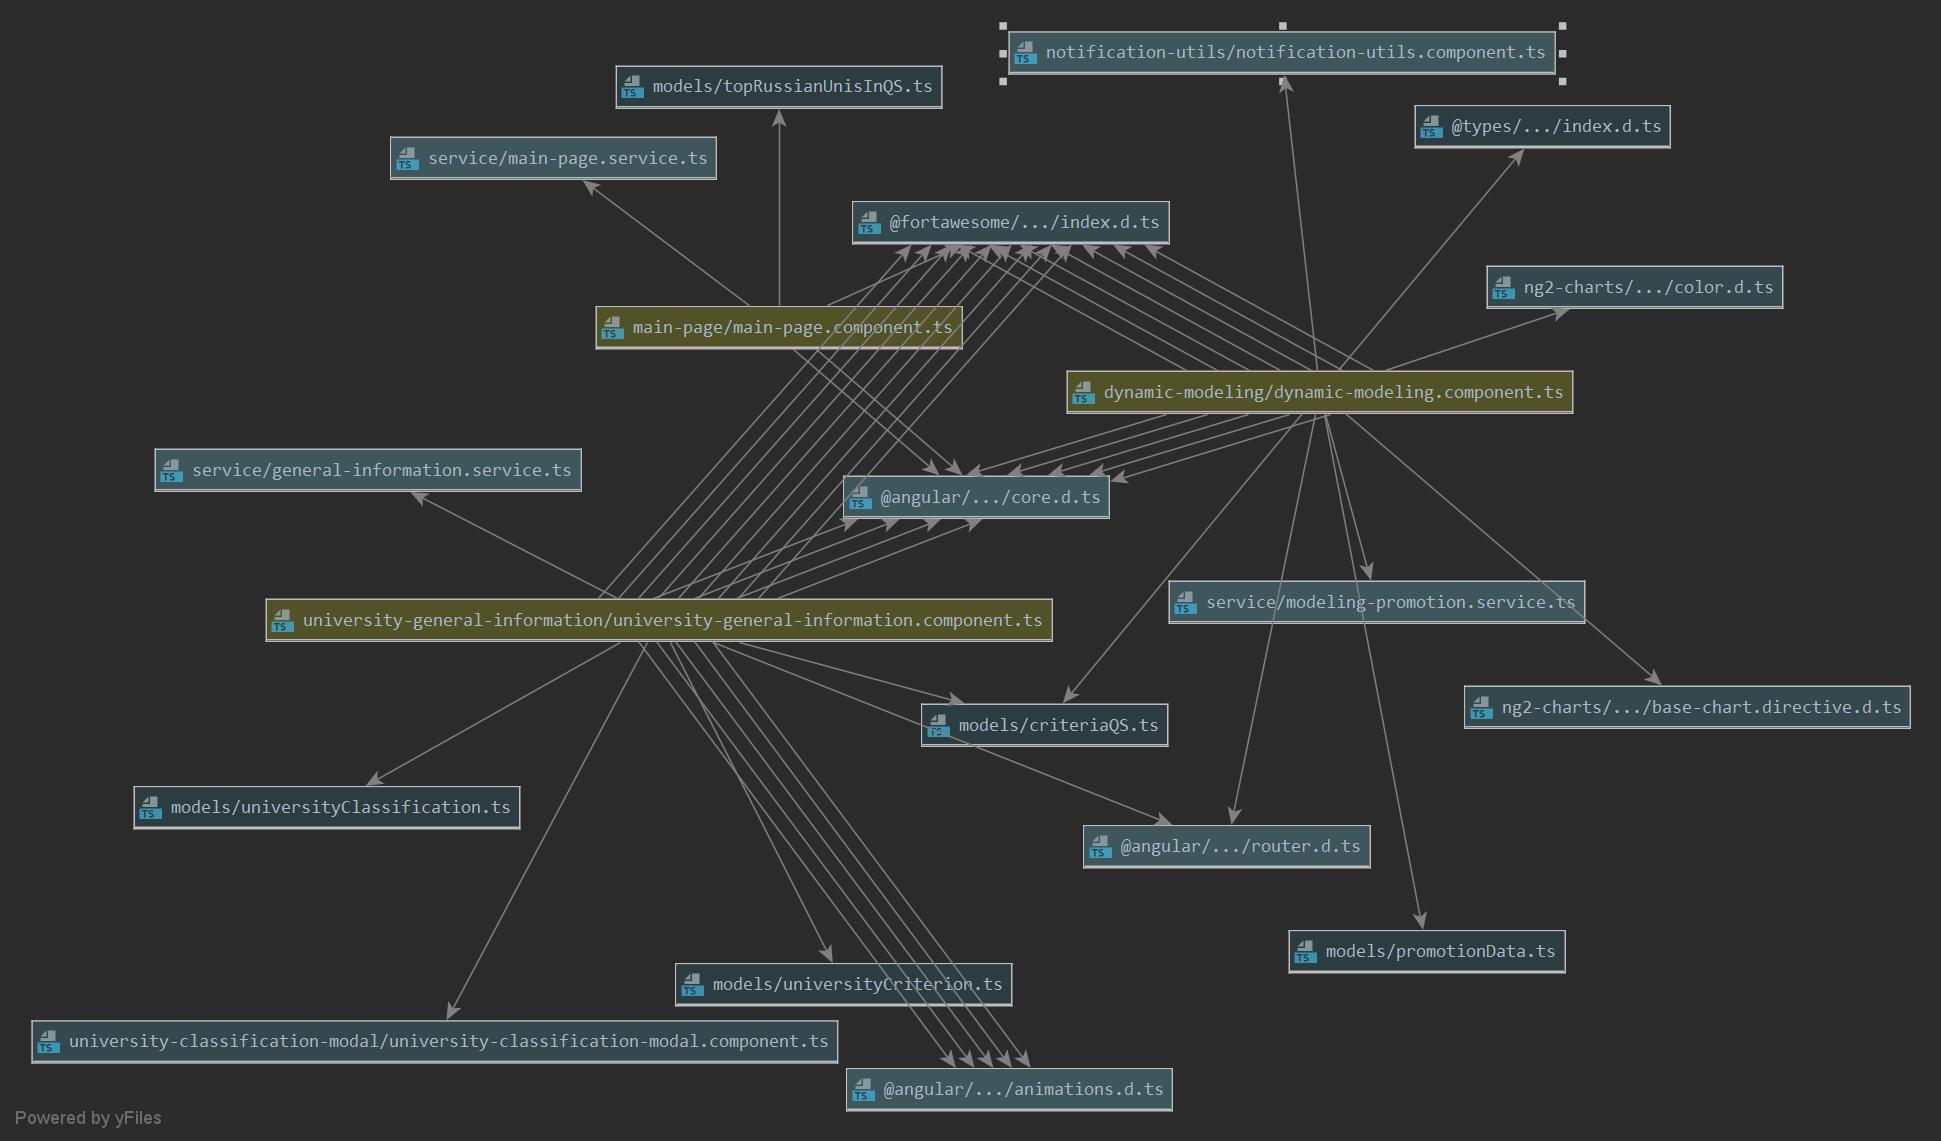 notification-utils/notification-utils.component.ts
models/topRussianUnisInQS.ts
@types/.../index.d.ts
service/main-page.service.ts
@fortawesome/.../index.d.ts
ng2-charts/.../color.d.ts
main-page/main-page.component.ts
dynamic-modeling/dynamic-modeling.component.ts
service/general-information.service.ts
@angular/.../core.d.ts
service/modeling-promotion.service.ts
university-general-information/university-general-information.component.ts
ng2-charts/.../base-chart.directive.d.ts
models/criteriaQS.ts
models/universityClassification.ts
@angular/.../router.d.ts
models/promotionData.ts
models/universityCriterion.ts
university-classification-modal/university-classification-modal.component.ts
@angular/.../animations.d.ts
Powered by yFiles